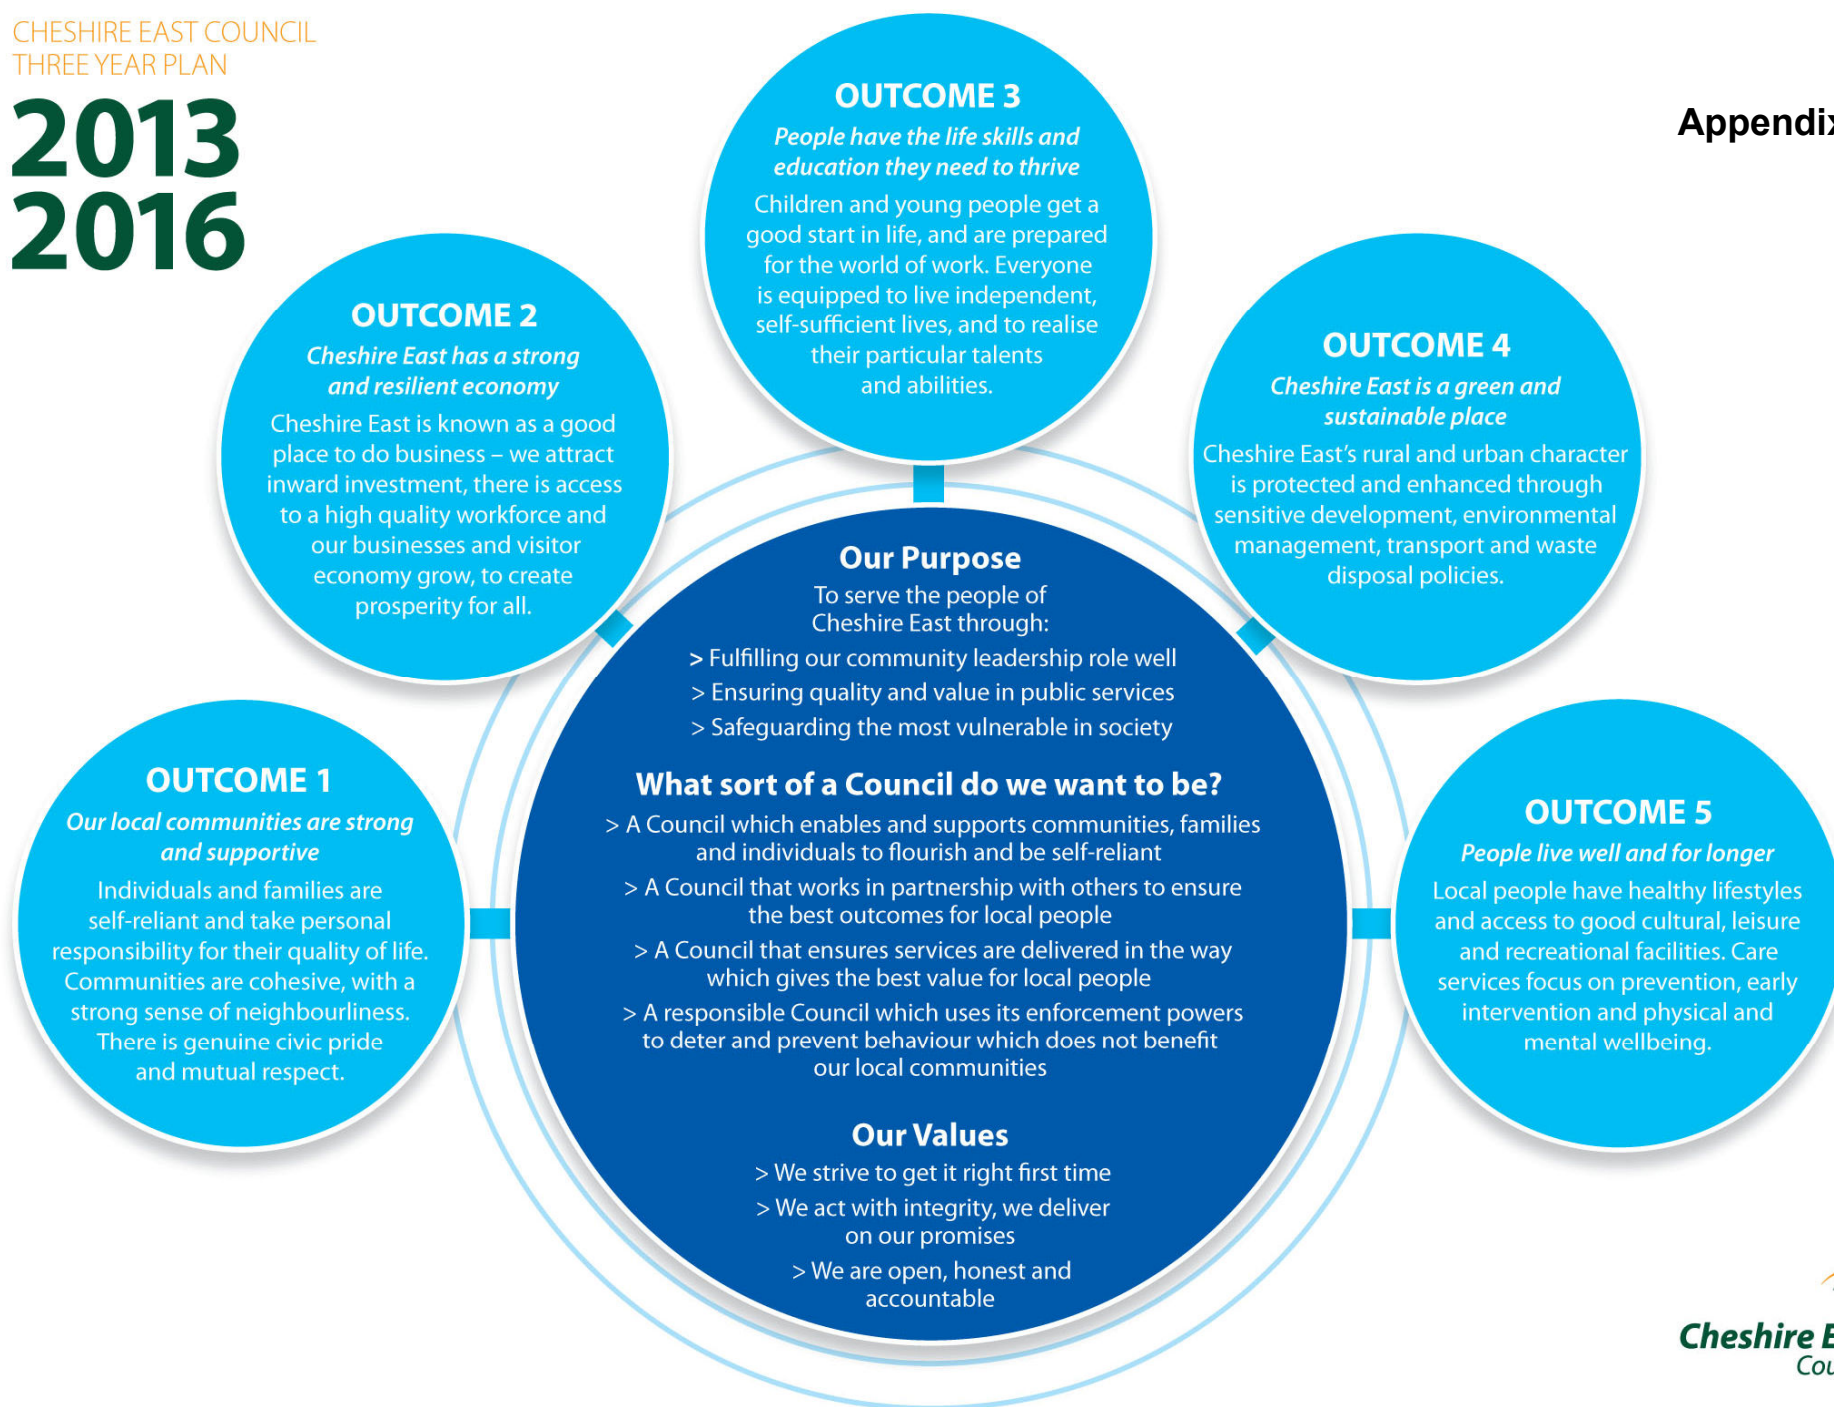 CHESHIRE EAST COUNCIL
THREE YEAR PLAN
2013
2016
Appendix
OUTCOME 1
Our local communities are strong
and supportive
Individuals and families are
self-reliant and take personal
responsibility for their quality of life.
Communities are cohesive, with a
strong sense of neighbourliness.
There is genuine civic pride
and mutual respect.
OUTCOME 2
Cheshire East has a strong
and resilient economy
Cheshire East is known as a good
place to do business – we attract
inward investment, there is access
to a high quality workforce and
our businesses and visitor
economy grow, to create
prosperity for all.
OUTCOME 3
People have the life skills and
education they need to thrive
Children and young people get a
good start in life, and are prepared
for the world of work. Everyone
is equipped to live independent,
self-sufficient lives, and to realise
their particular talents
and abilities.
OUTCOME 4
Cheshire East is a green and
sustainable place
Cheshire East's rural and urban character
is protected and enhanced through
sensitive development, environmental
management, transport and waste
disposal policies.
OUTCOME 5
People live well and for longer
Local people have healthy lifestyles
and access to good cultural, leisure
and recreational facilities. Care
services focus on prevention, early
intervention and physical and
mental wellbeing.
Our Purpose
To serve the people of
Cheshire East through:
> Fulfilling our community leadership role well
> Ensuring quality and value in public services
> Safeguarding the most vulnerable in society
What sort of a Council do we want to be?
> A Council which enables and supports communities, families
and individuals to flourish and be self-reliant
> A Council that works in partnership with others to ensure
the best outcomes for local people
> A Council that ensures services are delivered in the way
which gives the best value for local people
> A responsible Council which uses its enforcement powers
to deter and prevent behaviour which does not benefit
our local communities
Our Values
> We strive to get it right first time
> We act with integrity, we deliver
on our promises
> We are open, honest and
accountable
Cheshire